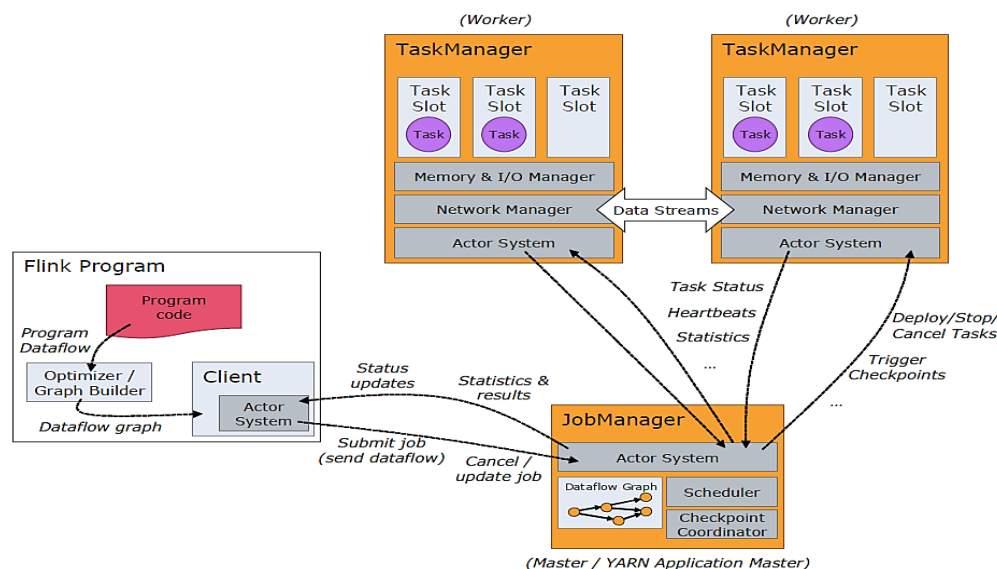 (Worker)
(Worker)
TaskManager
TaskManager
Task
Slot
Task
Task
Slot
Task
Task
Slot
Task
Slot
Task
Task
Slot
Task
Task
Slot
Memory & I/O Manager
Memory & I/O Manager
Network Manager
Data Streams
Network Manager
Actor System
Actor System
Flink Program
Program
code
Program
Dataflow
Optimizer /
Graph Builder
Dataflow graph
Client
Actor
System
Task Status
Heartbeats
Statistics
...
Deploy/Stop/
Cancel Tasks
Trigger
Checkpoints
...
Status
updates
Statistics &
results
Submit job
(send dataflow)
Cancel /
update job
JobManager
Actor System
Dataflow Graph
Scheduler
Checkpoint
Coordinator
(Master / YARN Application Master)